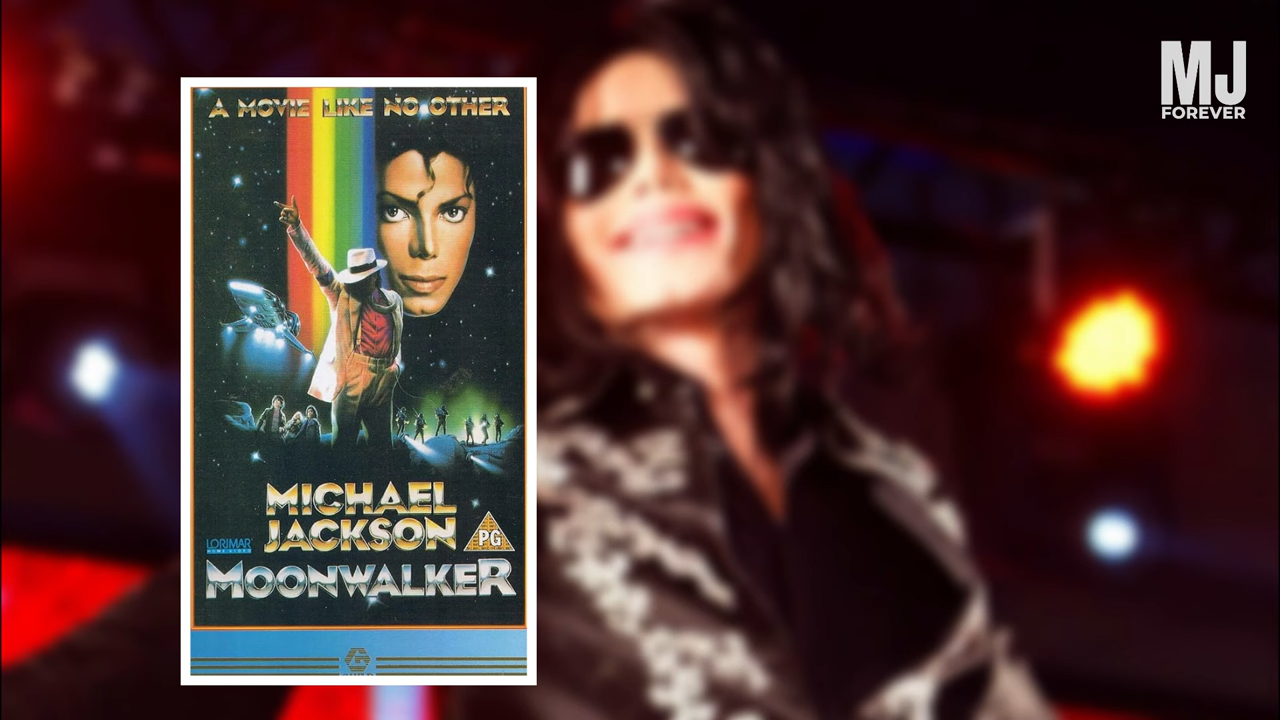 A MOVIE LIKE NO OTHER
MICHAEL
JACKSON
LORIMAR
PG
MOONWALKER
MJ
FOREVER